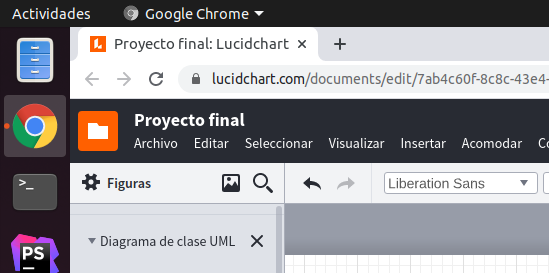 Actividades Google Chrome
Proyecto final: Lucidchart
lucidchart.com/documents/edit/7ab4c60f-8c8c-43e4-
Proyecto final
Archivo Editar Seleccionar Visualizar Insertar Acomodar Co
>_
Figuras Liberation Sans
Diagrama de clase UML
PS